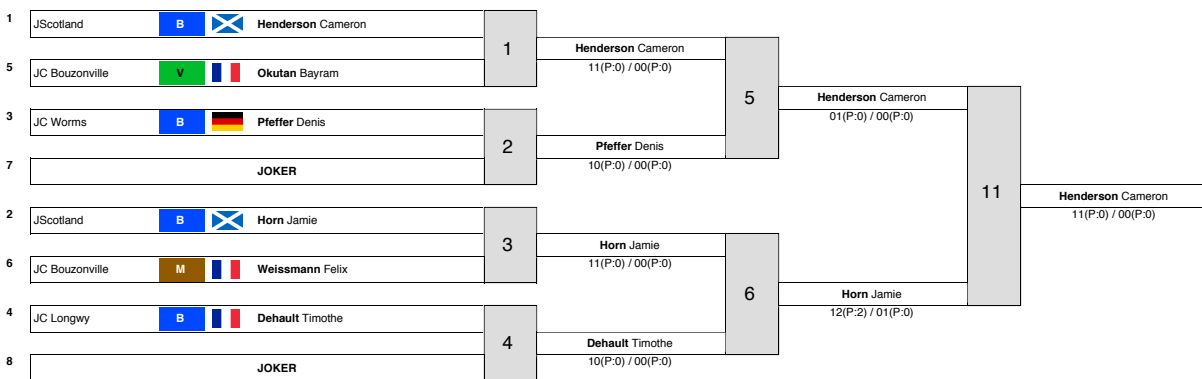 1 JScotland B Henderson Cameron
1
Henderson Cameron
11(P:0) / 00(P:0)
5 JC Bouzonville V Okutan Bayram
5
Henderson Cameron
01(P:0) / 00(P:0)
3 JC Worms B Pfeffer Denis
2
Pfeffer Denis
10(P:0) / 00(P:0)
7 JOKER
11
Henderson Cameron
11(P:0) / 00(P:0)
2 JScotland B Horn Jamie
3
Horn Jamie
11(P:0) / 00(P:0)
6 JC Bouzonville M Weissmann Felix
6
Horn Jamie
12(P:2) / 01(P:0)
4 JC Longwy B Dehault Timothe
4
Dehault Timothe
10(P:0) / 00(P:0)
8 JOKER